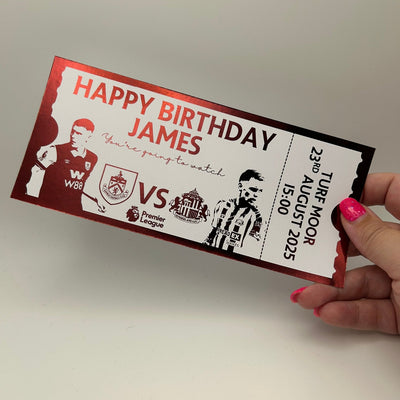 HAPPY BIRTHDAY
JAMES
You're going to watch
W88
VS
Premier
League
TURF MOOR
23RD AUGUST 2025
15:00